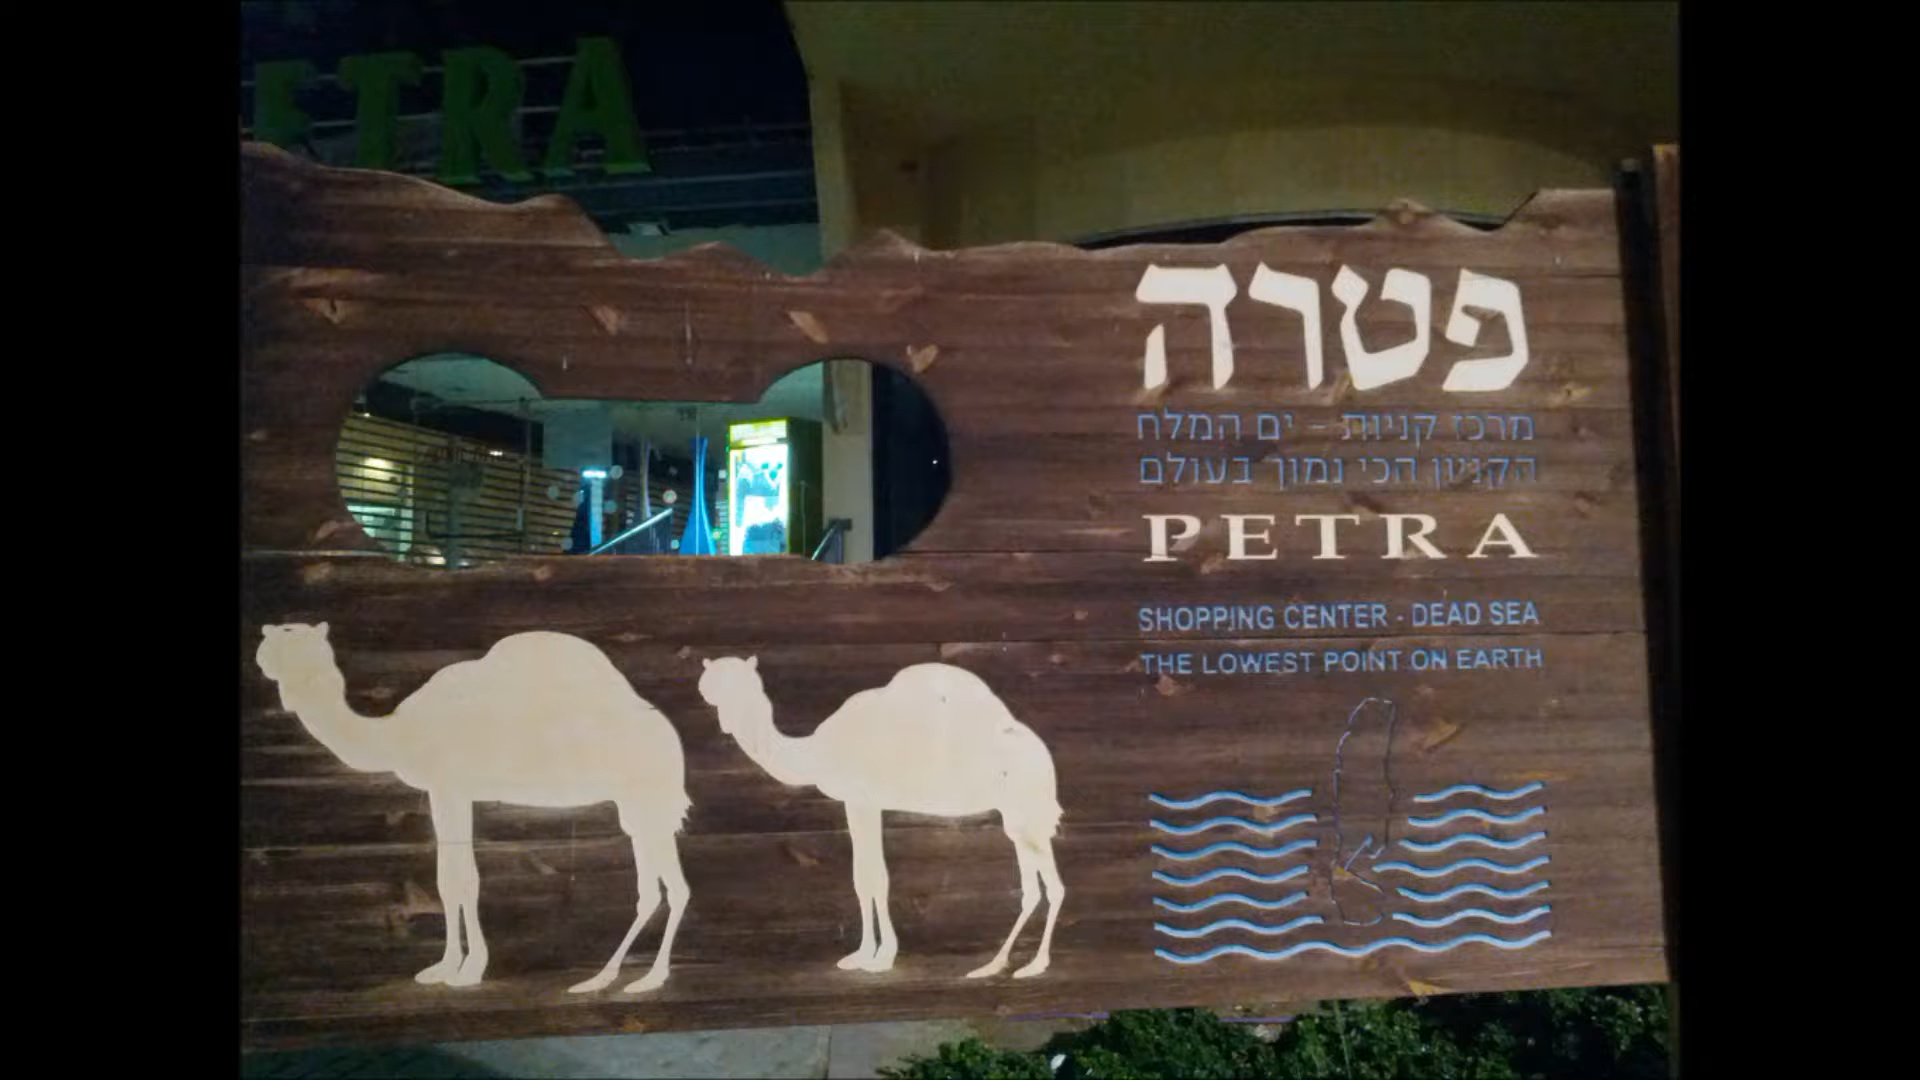 ETRA
פטרה
מרכז קניות - ים המלח
הקניון הכי נמוך בעולם
PETRA
SHOPPING CENTER - DEAD SEA
THE LOWEST POINT ON EARTH